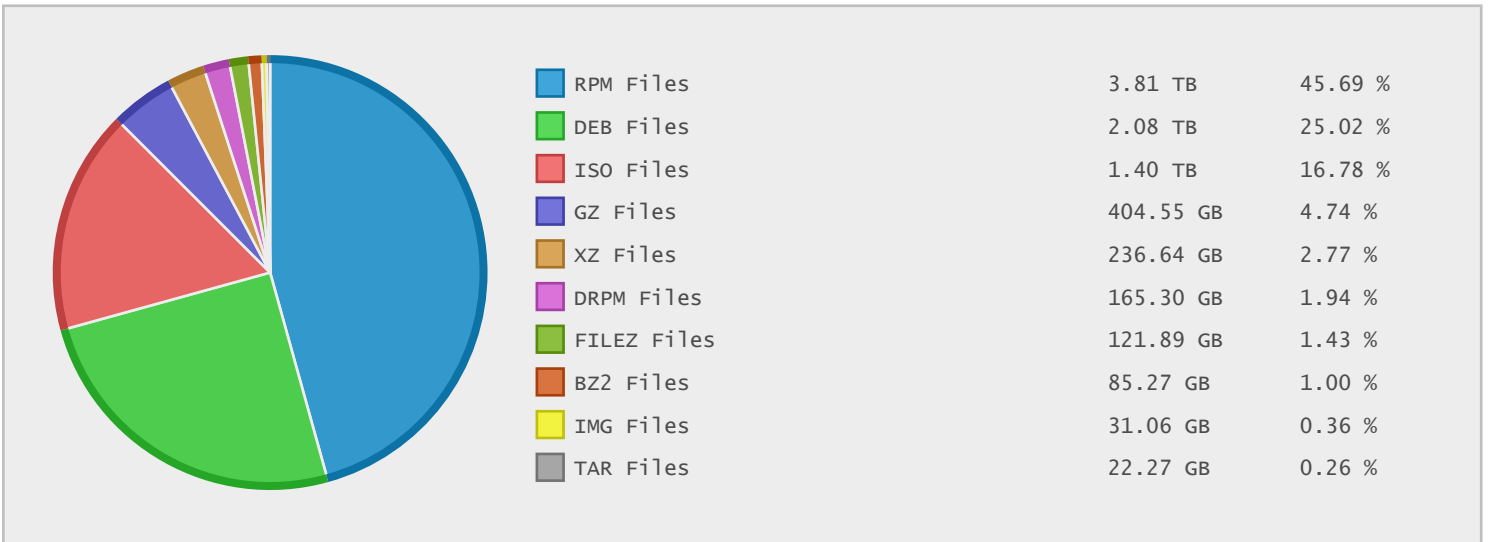 RPM Files 3.81 TB 45.69 %
DEB Files 2.08 TB 25.02 %
ISO Files 1.40 TB 16.78 %
GZ Files 404.55 GB 4.74 %
XZ Files 236.64 GB 2.77 %
DRPM Files 165.30 GB 1.94 %
FILEZ Files 121.89 GB 1.43 %
BZ2 Files 85.27 GB 1.00 %
IMG Files 31.06 GB 0.36 %
TAR Files 22.27 GB 0.26 %